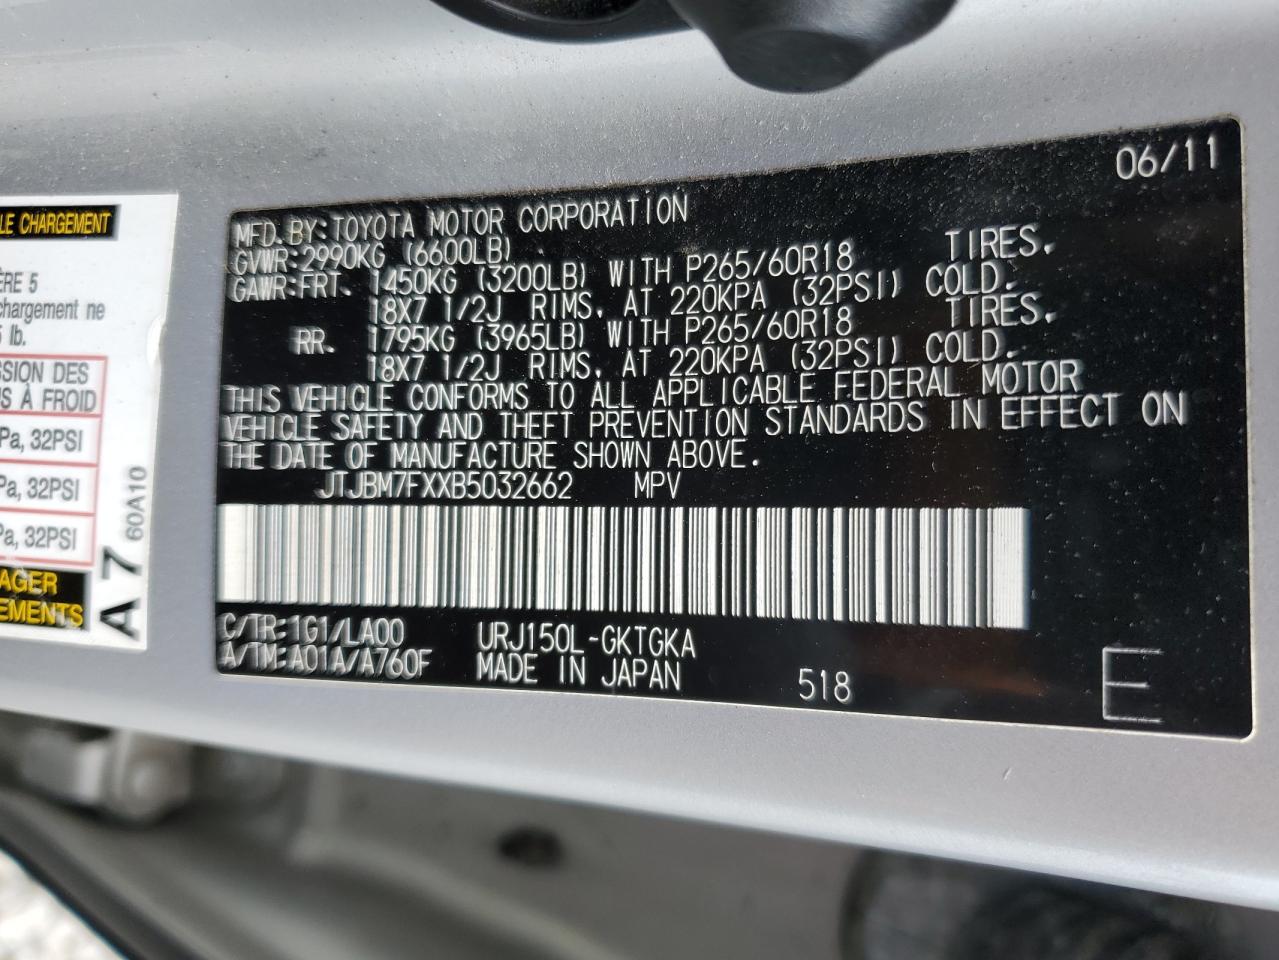 LE CHARGEMENT
ÈRE 5
chargement ne
lb.
SSION DES
À FROID
Pa, 32PSI
Pa, 32PSI
Pa, 32PSI
A7 60A10
06/11
MFD. BY: TOYOTA MOTOR CORPORATION
GVWR: 2990KG (6600LB)
GAWR: FRT. 1450KG (3200LB) WITH P265/60R18 TIRES,
18X7 1/2J RIMS, AT 220KPA (32PSI) COLD.
RR. 1795KG (3965LB) WITH P265/60R18 TIRES,
18X7 1/2J RIMS, AT 220KPA (32PSI) COLD.
THIS VEHICLE CONFORMS TO ALL APPLICABLE FEDERAL MOTOR
VEHICLE SAFETY AND THEFT PREVENTION STANDARDS IN EFFECT ON
THE DATE OF MANUFACTURE SHOWN ABOVE.
JTJBM7FXXB5032662 MPV
C/TR: 1G1/LA00 URJ150L-GKTGKA
A/TM: A01A/A760F MADE IN JAPAN 518 E